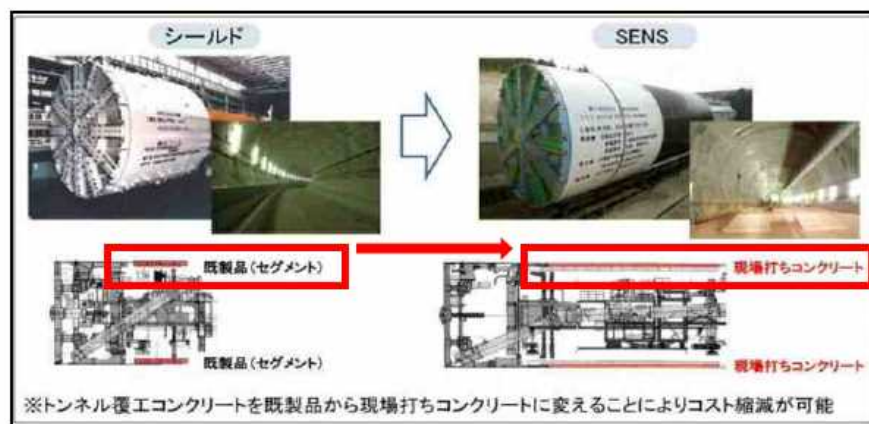 シールド
SENS
既製品(セグメント)
現場打ちコンクリート
既製品(セグメント)
現場打ちコンクリート
※トンネル覆工コンクリートを既製品から現場打ちコンクリートに変えることによりコスト縮減が可能